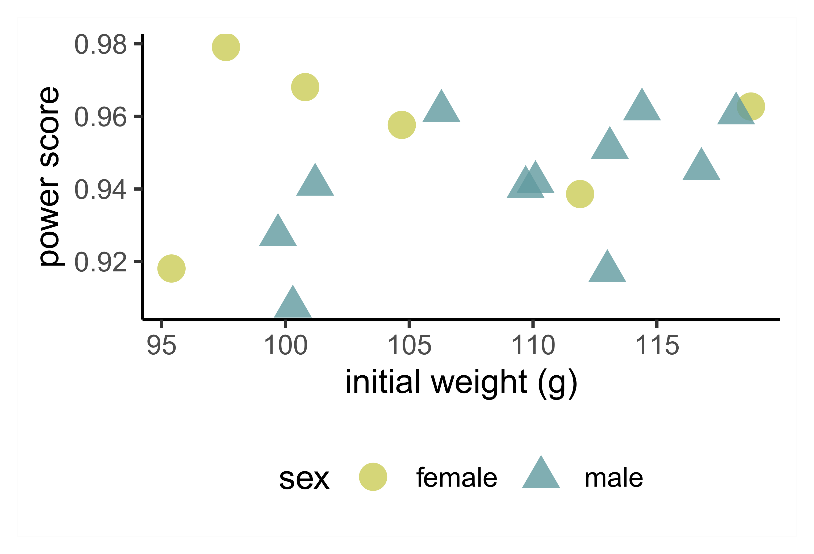 0.98
0.96
0.94
0.92
power score
95 100 105 110 115
initial weight (g)
sex female male